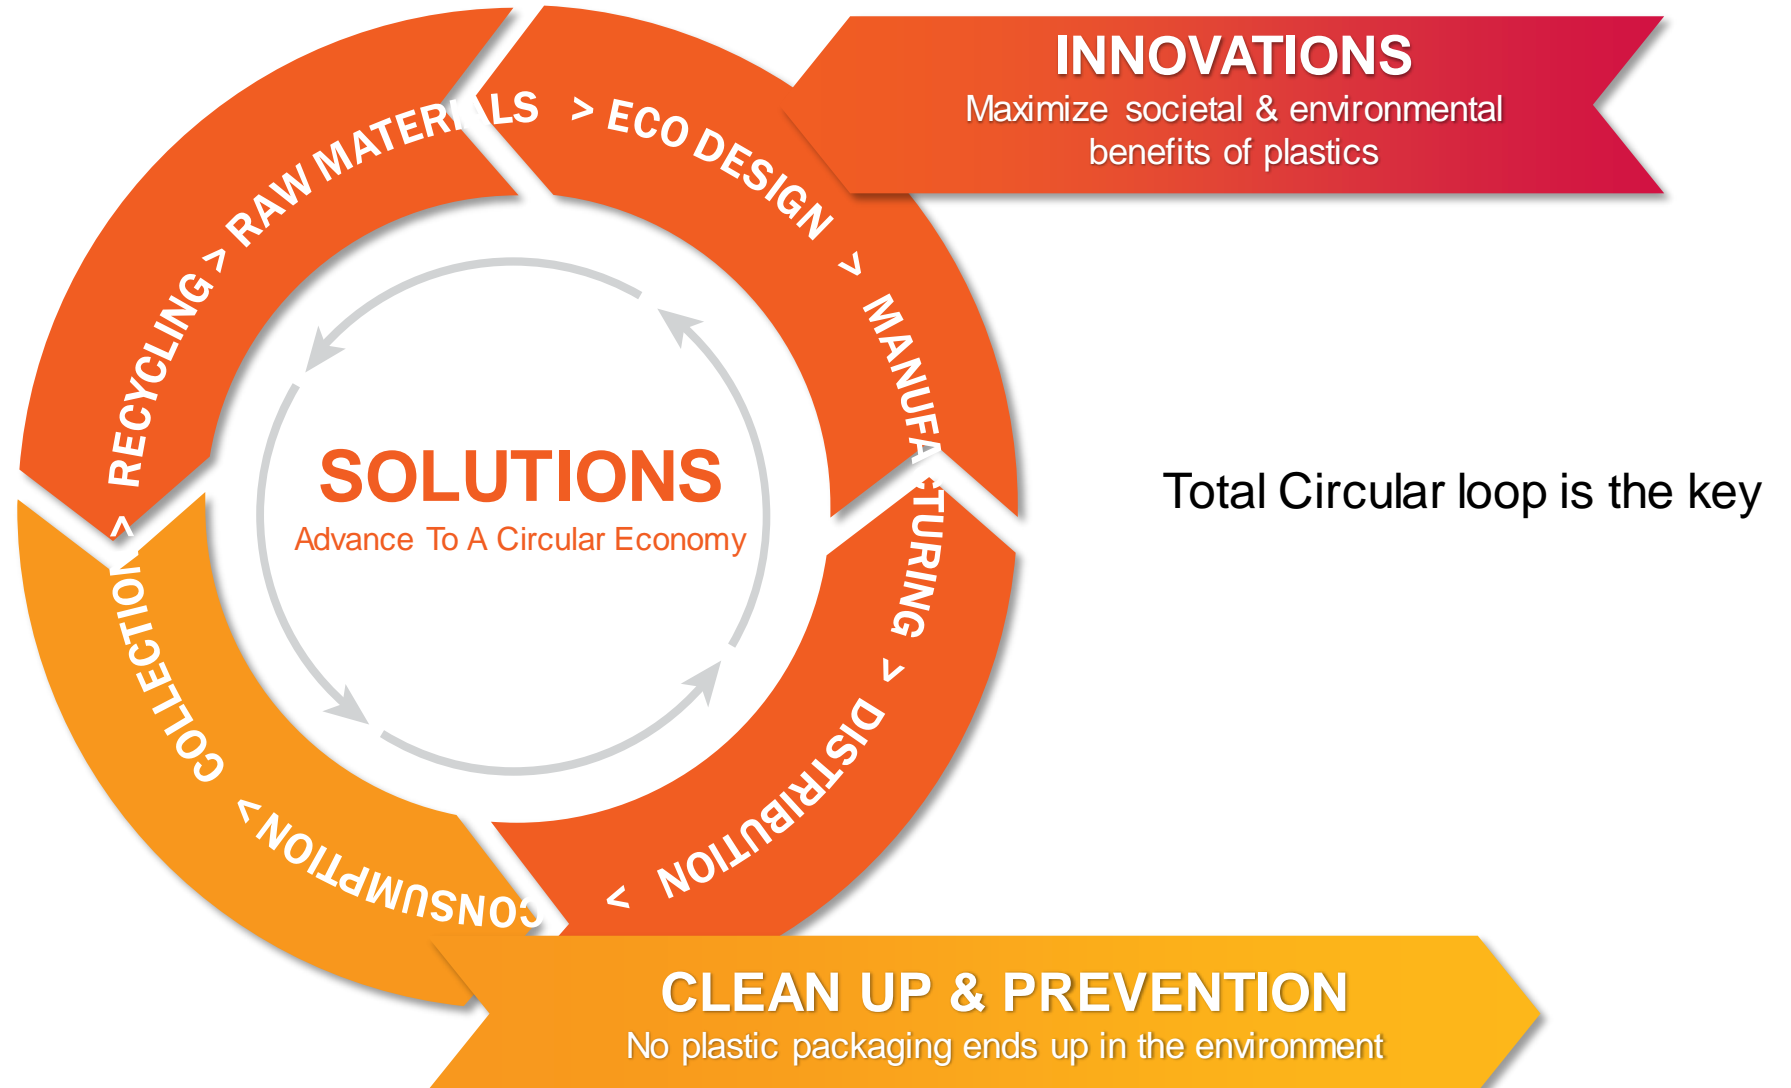 INNOVATIONS
Maximize societal & environmental
benefits of plastics
> RAW MATERIALS > ECO DESIGN > MANUFACTURING > DISTRIBUTION > CONSUMPTION > COLLECTION > RECYCLING
SOLUTIONS
Advance To A Circular Economy
Total Circular loop is the key
CLEAN UP & PREVENTION
No plastic packaging ends up in the environment